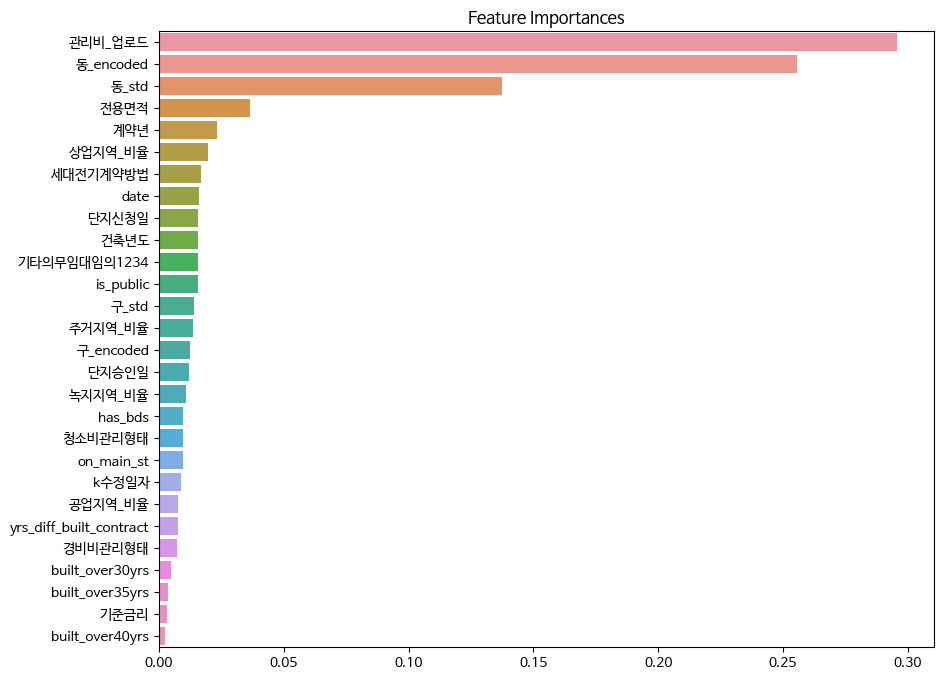 Feature Importances
관리비_업로드
동_encoded
동_std
전용면적
계약년
상업지역_비율
세대전기계약방법
date
단지신청일
건축년도
기타의무임대임의1234
is_public
구_std
주거지역_비율
구_encoded
단지승인일
녹지지역_비율
has_bds
청소비관리형태
on_main_st
k수정일자
공업지역_비율
yrs_diff_built_contract
경비비관리형태
built_over30yrs
built_over35yrs
기준금리
built_over40yrs
0.00 0.05 0.10 0.15 0.20 0.25 0.30